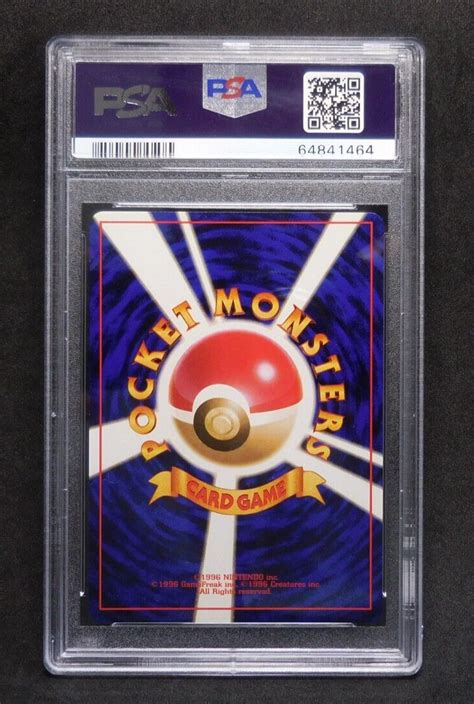 PSA
PSA
64841464
POCKET MONSTERS
CARD GAME
©1996 NINTENDO inc.
©1996 GameFreak inc. ©1996 Creatures inc.
All Rights reserved.